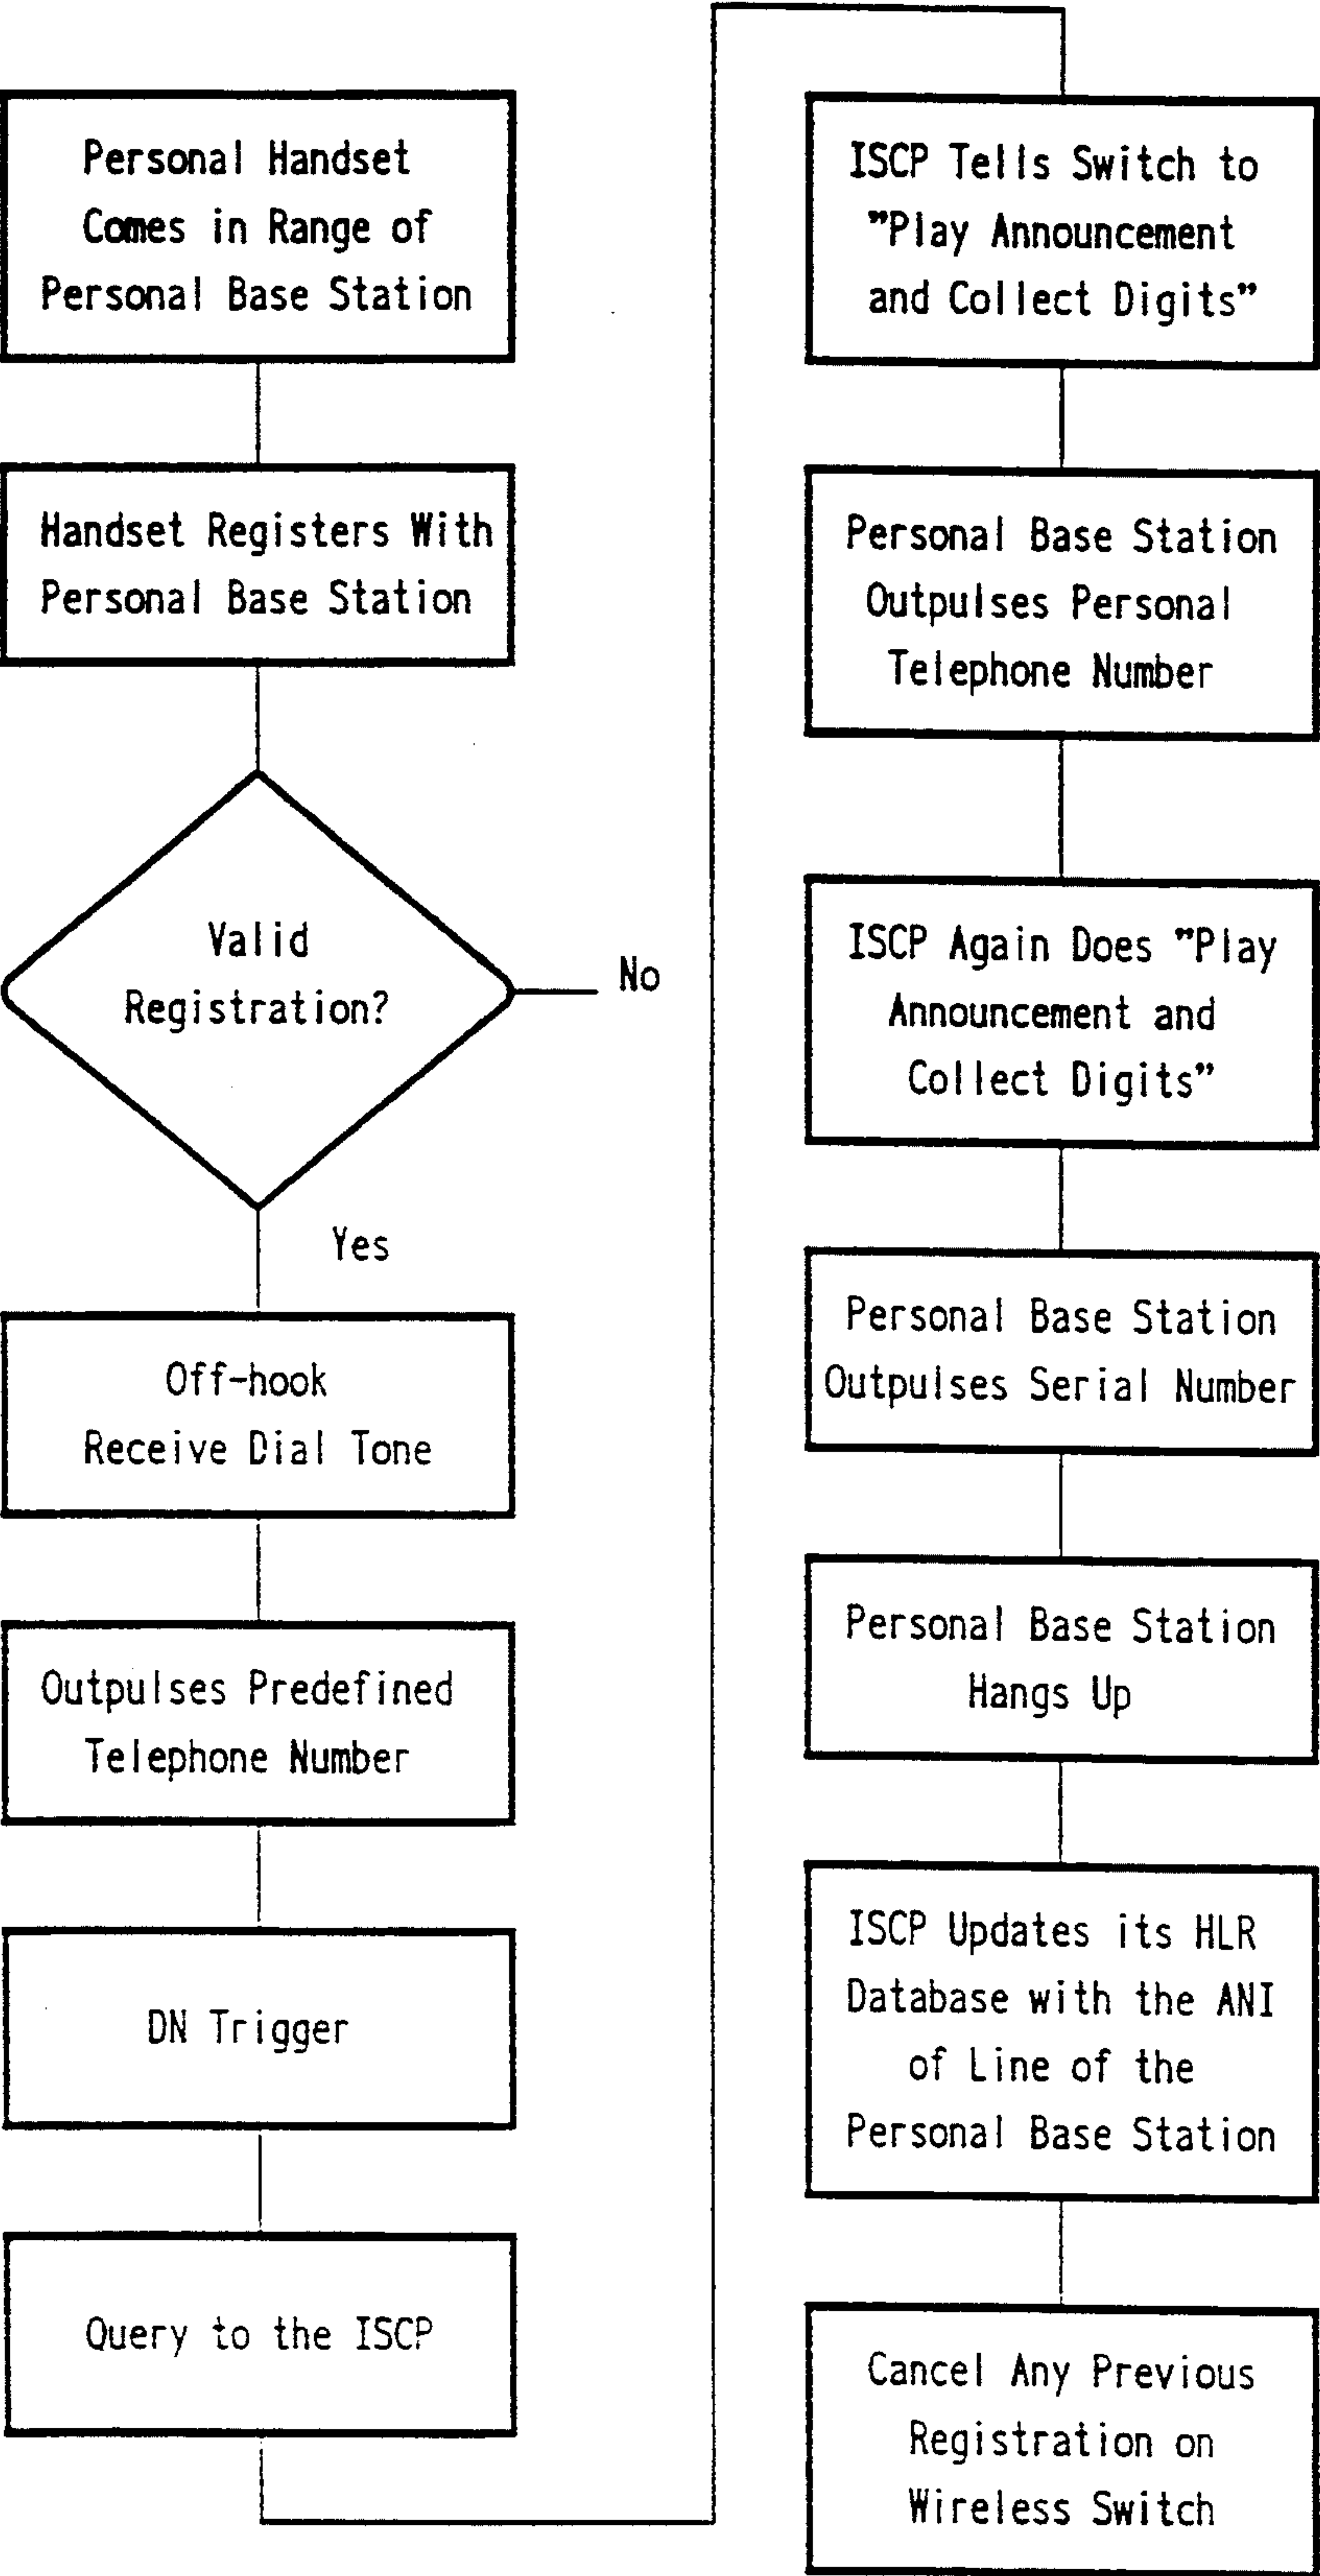 Personal Handset
Comes in Range of
Personal Base Station
Handset Registers With
Personal Base Station
Valid
Registration?
No
Yes
Off-hook
Receive Dial Tone
Outpulses Predefined
Telephone Number
DN Trigger
Query to the ISCP
ISCP Tells Switch to
"Play Announcement
and Collect Digits"
Personal Base Station
Outpulses Personal
Telephone Number
ISCP Again Does "Play
Announcement and
Collect Digits"
Personal Base Station
Outpulses Serial Number
Personal Base Station
Hangs Up
ISCP Updates its HLR
Database with the ANI
of Line of the
Personal Base Station
Cancel Any Previous
Registration on
Wireless Switch